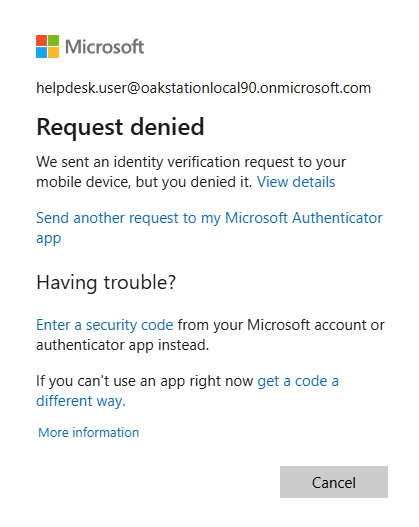 Microsoft
helpdesk.user@oakstationlocal90.onmicrosoft.com
Request denied
We sent an identity verification request to your
mobile device, but you denied it. View details
Send another request to my Microsoft Authenticator
app
Having trouble?
Enter a security code from your Microsoft account or
authenticator app instead.
If you can't use an app right now get a code a
different way.
More information
Cancel